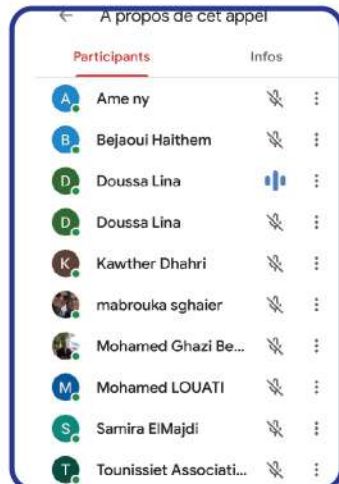 ← A propos de cet appel
Participants Infos
A Ame ny
B Bejaoui Haithem
D Doussa Lina
D Doussa Lina
K Kawther Dhahri
mabrouka sghaier
Mohamed Ghazi Be...
M Mohamed LOUATI
S Samira ElMajdi
T Tounissiet Associati...